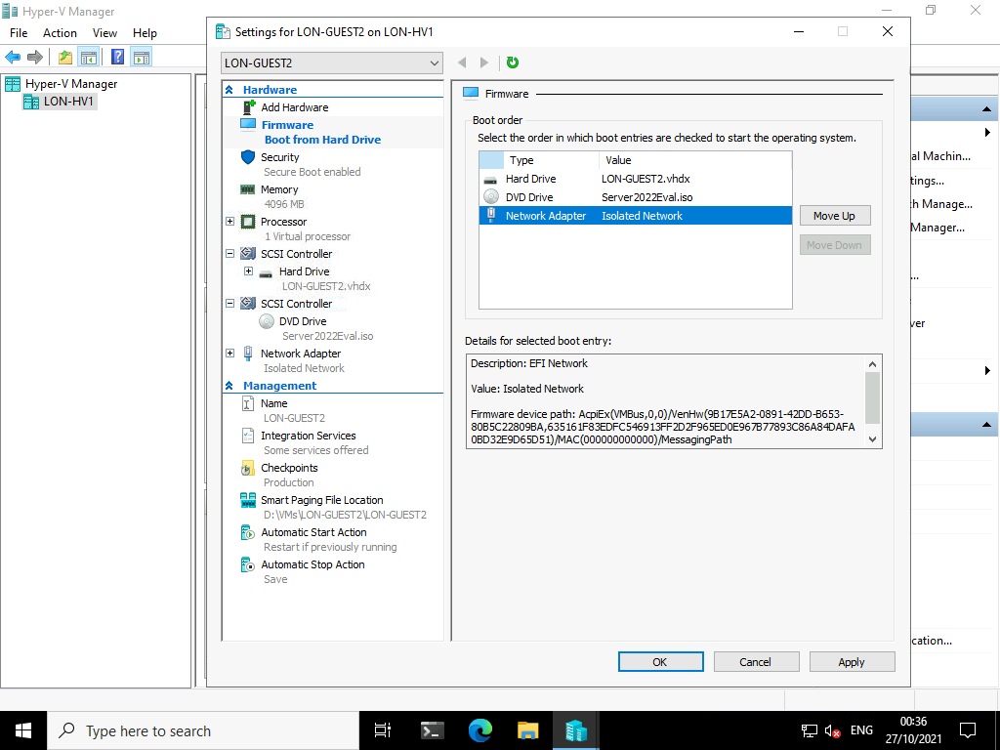 Hyper-V Manager
File Action View Help
Hyper-V Manager
LON-HV1
Settings for LON-GUEST2 on LON-HV1
LON-GUEST2
Hardware
Add Hardware
Firmware
Boot from Hard Drive
Security
Secure Boot enabled
Memory
4096 MB
Processor
1 Virtual processor
SCSI Controller
Hard Drive
LON-GUEST2.vhdx
SCSI Controller
DVD Drive
Server2022Eval.iso
Network Adapter
Isolated Network
Management
Name
LON-GUEST2
Integration Services
Some services offered
Checkpoints
Production
Smart Paging File Location
D:\VMs\LON-GUEST2\LON-GUEST2
Automatic Start Action
Restart if previously running
Automatic Stop Action
Save
Firmware
Boot order
Select the order in which boot entries are checked to start the operating system.
Type Value
Hard Drive LON-GUEST2.vhdx
DVD Drive Server2022Eval.iso
Network Adapter Isolated Network
Move Up
Move Down
Details for selected boot entry:
Description: EFI Network
Value: Isolated Network
Firmware device path: AcpiEx(VMBus,0,0)/VenHw(9B17E5A2-0891-42DD-B653-
80B5C22809BA,635161F83EDFC546913FF2D2F965ED0E967B77893C86A84DAFA
0BD32E9D65D51)/MAC(000000000000)/MessagingPath
OK Cancel Apply
al Machin...
tings...
h Manage...
Manager...
...
ver
cation...
Type here to search
ENG
00:36
27/10/2021